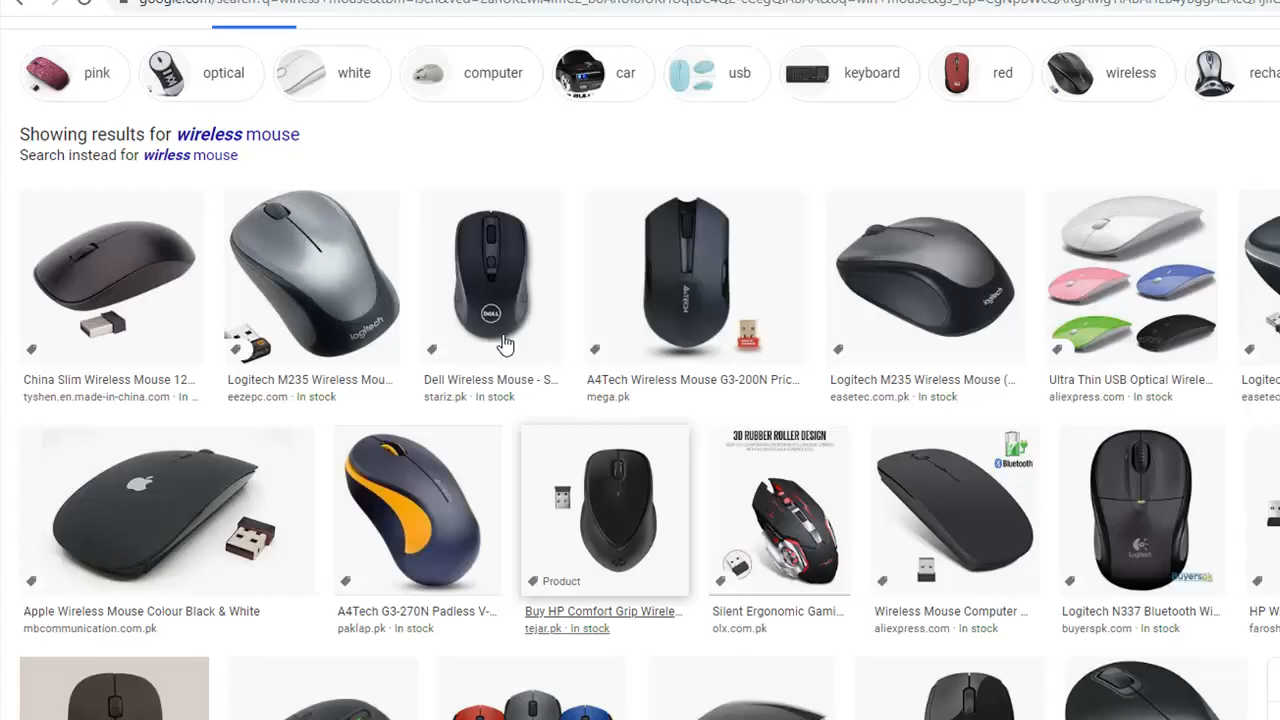 pink optical white computer car usb keyboard red wireless
Showing results for wireless mouse
Search instead for wirless mouse
China Slim Wireless Mouse 12... Logitech M235 Wireless Mou... Dell Wireless Mouse - S... A4Tech Wireless Mouse G3-200N Pric... Logitech M235 Wireless Mouse (... Ultra Thin USB Optical Wirele...
tyshen.en.made-in-china.com · In ... eezepc.com · In stock stariz.pk · In stock mega.pk easetec.com.pk · In stock aliexpress.com · In stock
3D RUBBER ROLLER DESIGN
Bluetooth
Product
Apple Wireless Mouse Colour Black & White A4Tech G3-270N Padless V-... Buy HP Comfort Grip Wirele... Silent Ergonomic Gami... Wireless Mouse Computer ... Logitech N337 Bluetooth Wi... HP W
mbcommunication.com.pk paklap.pk · In stock tejar.pk · In stock olx.com.pk aliexpress.com · In stock buyerspk.com · In stock farosh